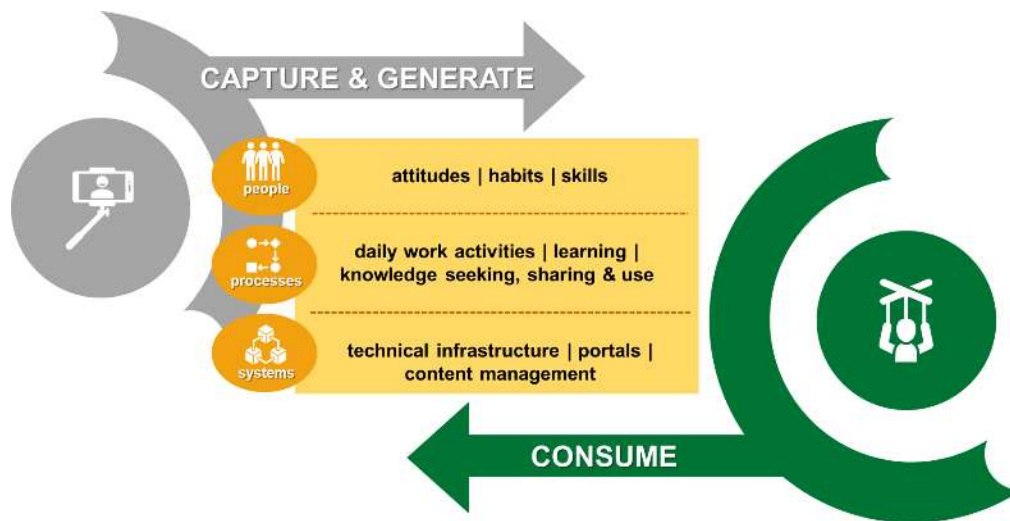 CAPTURE & GENERATE
people
attitudes | habits | skills
processes
daily work activities | learning |
knowledge seeking, sharing & use
systems
technical infrastructure | portals |
content management
CONSUME